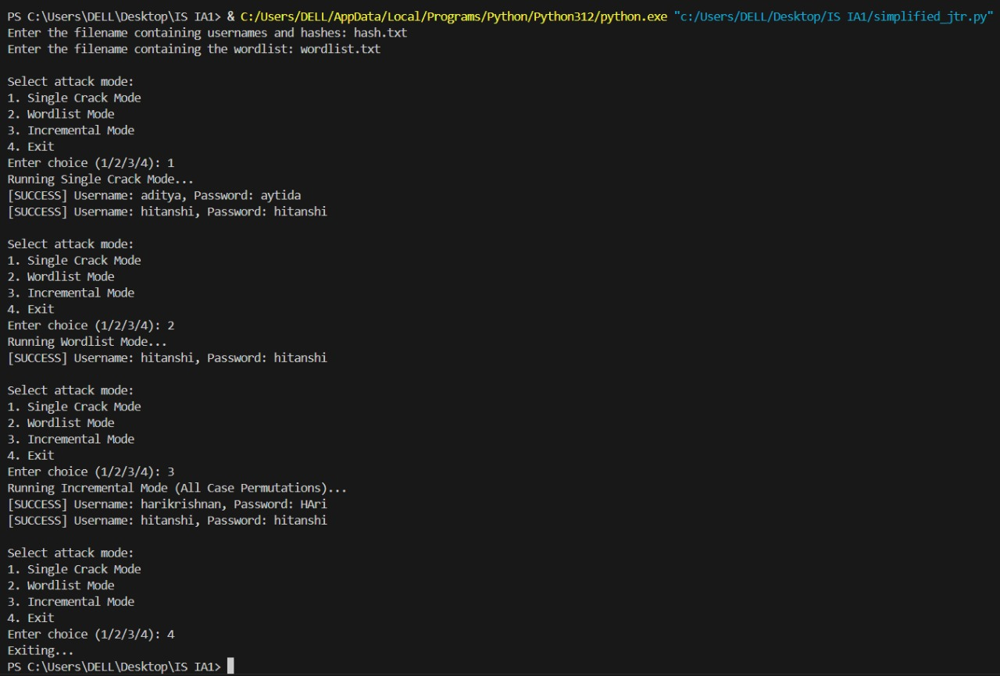 PS C:\Users\DELL\Desktop\IS IA1> & C:/Users/DELL/AppData/Local/Programs/Python/Python312/python.exe "c:/Users/DELL/Desktop/IS IA1/simplified_jtr.py"
Enter the filename containing usernames and hashes: hash.txt
Enter the filename containing the wordlist: wordlist.txt
Select attack mode:
1. Single Crack Mode
2. Wordlist Mode
3. Incremental Mode
4. Exit
Enter choice (1/2/3/4): 1
Running Single Crack Mode...
[SUCCESS] Username: aditya, Password: aytida
[SUCCESS] Username: hitanshi, Password: hitanshi
Select attack mode:
1. Single Crack Mode
2. Wordlist Mode
3. Incremental Mode
4. Exit
Enter choice (1/2/3/4): 2
Running Wordlist Mode...
[SUCCESS] Username: hitanshi, Password: hitanshi
Select attack mode:
1. Single Crack Mode
2. Wordlist Mode
3. Incremental Mode
4. Exit
Enter choice (1/2/3/4): 3
Running Incremental Mode (All Case Permutations)...
[SUCCESS] Username: harikrishnan, Password: HAri
[SUCCESS] Username: hitanshi, Password: hitanshi
Select attack mode:
1. Single Crack Mode
2. Wordlist Mode
3. Incremental Mode
4. Exit
Enter choice (1/2/3/4): 4
Exiting...
PS C:\Users\DELL\Desktop\IS IA1>